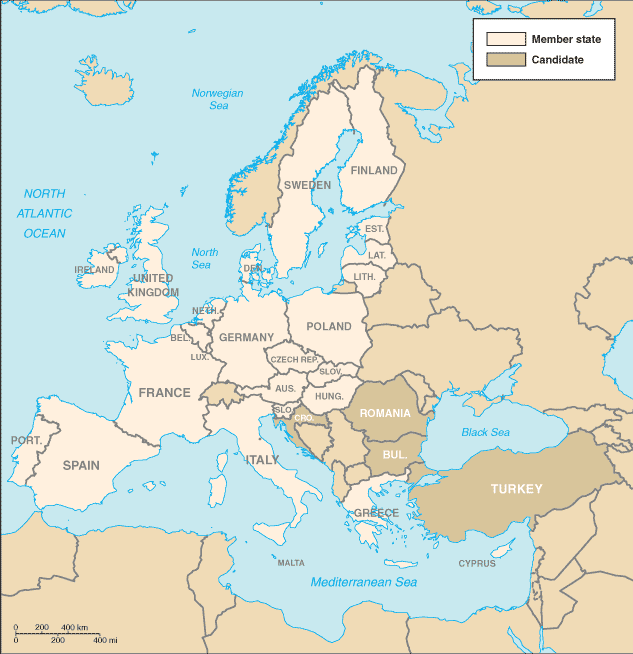 Member state
Candidate
Norwegian
Sea
NORTH
ATLANTIC
OCEAN
FINLAND
SWEDEN
EST.
LAT.
LITH.
North
Sea
DEN.
IRELAND
UNITED
KINGDOM
NETH.
BEL.
LUX.
GERMANY
POLAND
CZECH REP.
SLOV.
AUS.
HUNG.
FRANCE
SLO.
CRO.
ROMANIA
BUL.
Black Sea
PORT.
SPAIN
ITALY
GREECE
TURKEY
MALTA
CYPRUS
Mediterranean Sea
0 200 400 km
0 200 400 mi